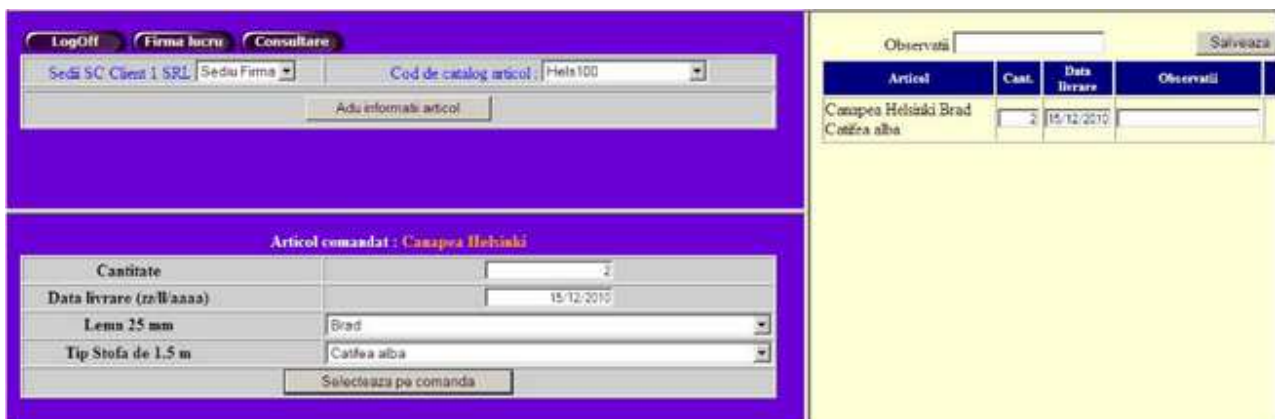 LogOff Firma lucru Consultare
Sedii SC Client 1 SRL Sediu Firma Cod de catalog articol : Hels100
Adu informatii articol
Articol comandat : Canapea Helsinki
Cantitate 2
Data livrare (zz/ll/aaaa) 15/12/2010
Lemn 25 mm Brad
Tip Stofa de 1.5 m Catifea alba
Selecteaza pe comanda
Observatii Salveaza
Articol Cant. Data livrare Observatii
Canapea Helsinki Brad
Catifea alba 2 15/12/2010